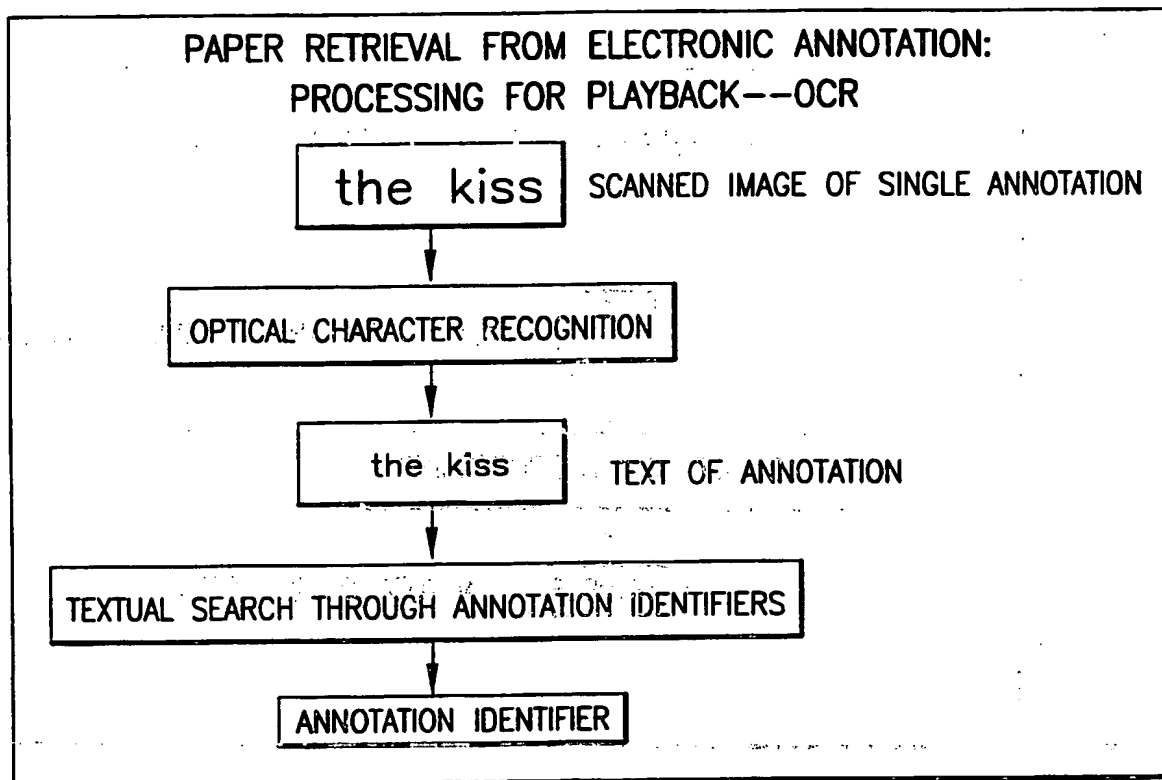 PAPER RETRIEVAL FROM ELECTRONIC ANNOTATION:
PROCESSING FOR PLAYBACK--OCR
the kiss SCANNED IMAGE OF SINGLE ANNOTATION
OPTICAL CHARACTER RECOGNITION
the kiss TEXT OF ANNOTATION
TEXTUAL SEARCH THROUGH ANNOTATION IDENTIFIERS
ANNOTATION IDENTIFIER